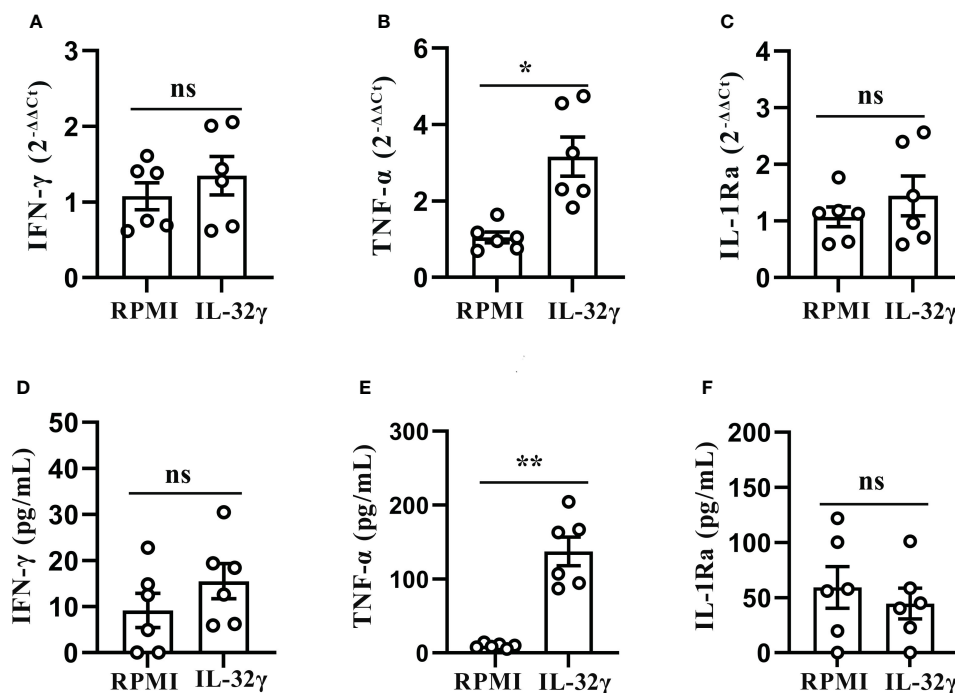 A
IFN-γ (2-ΔΔCt)
3
2
1
0
ns
RPMI IL-32γ
B
TNF-α (2-ΔΔCt)
6
4
2
0
*
RPMI IL-32γ
C
IL-1Ra (2-ΔΔCt)
4
3
2
1
0
ns
RPMI IL-32γ
D
IFN-γ (pg/mL)
50
40
30
20
10
0
ns
RPMI IL-32γ
E
TNF-α (pg/mL)
300
200
100
0
**
RPMI IL-32γ
F
IL-1Ra (pg/mL)
200
150
100
50
0
ns
RPMI IL-32γ